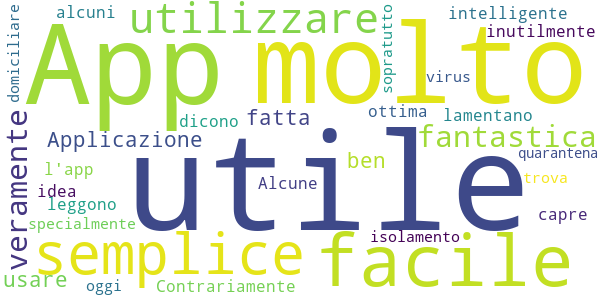 domiciliare
alcuni
utilizzare
intelligente
inutilmente
App
molto
sopratutto
virus
veramente
dicono
fatta
ottima
lamentano
Applicazione
utile
fantastica
l'app
ben
quarantena
idea
Alcune
trova
leggono
capre
specialmente
semplice
facile
isolamento
usare
oggi
Contrariamente